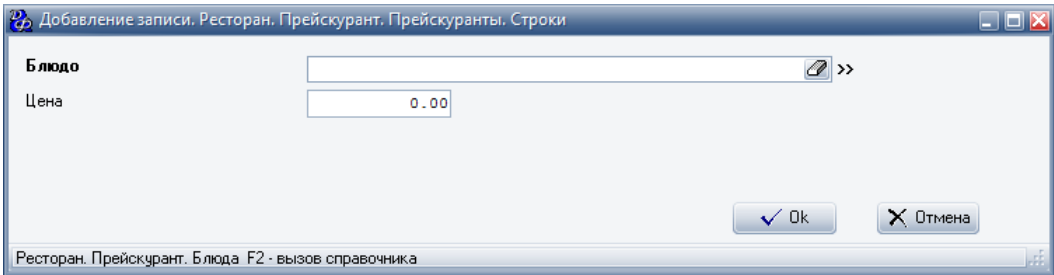 Добавление записи. Ресторан. Прейскурант. Прейскуранты. Строки
Блюдо >>
Цена 0.00
Ok Отмена
Ресторан. Прейскурант. Блюда F2 - вызов справочника